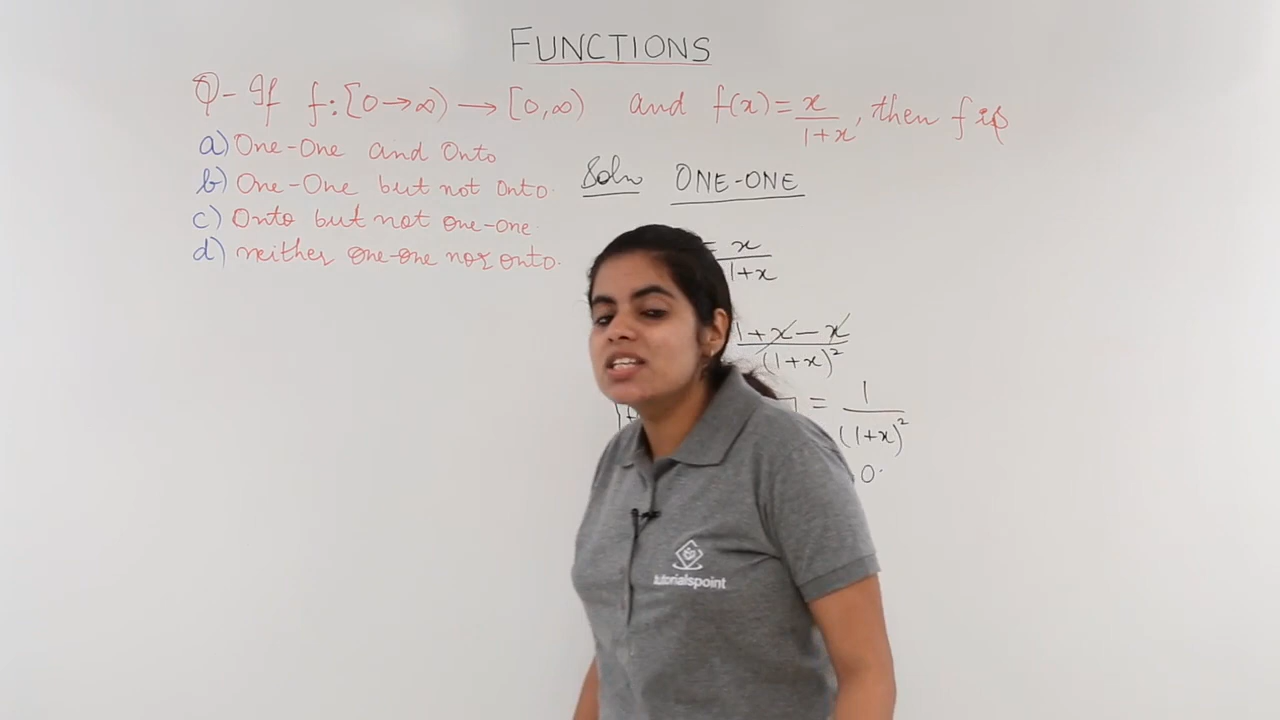 FUNCTIONS
Q- If f: [0→∞) → [0,∞) and f(x) = x/1+x, then f is
a) One-One and Onto
b) One-One but not onto.
c) Onto but not one-one.
d) neither one-one nor onto.
Soln ONE-ONE
= x/1+x
1+x-x/(1+x)²
= 1/(1+x)²
0.
tutorialspoint